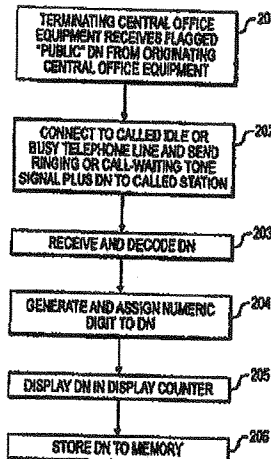 TERMINATING CENTRAL OFFICE
EQUIPMENT RECEIVES FLAGGED
"PUBLIC" DN FROM ORIGINATING
CENTRAL OFFICE EQUIPMENT
CONNECT TO CALLED IDLE OR
202
BUSY TELEPHONE LINE AND SEND
RINGING OR CALL-WAITING TONE
SIGNAL PLUS DN TO CALLED STATION
203
RECEIVE AND DECODE DN
204
GENERATE AND ASSIGN NUMERIC
DIGIT TO DN
205
DISPLAY DN IN DISPLAY COUNTER
206
STORE DN TO MEMORY